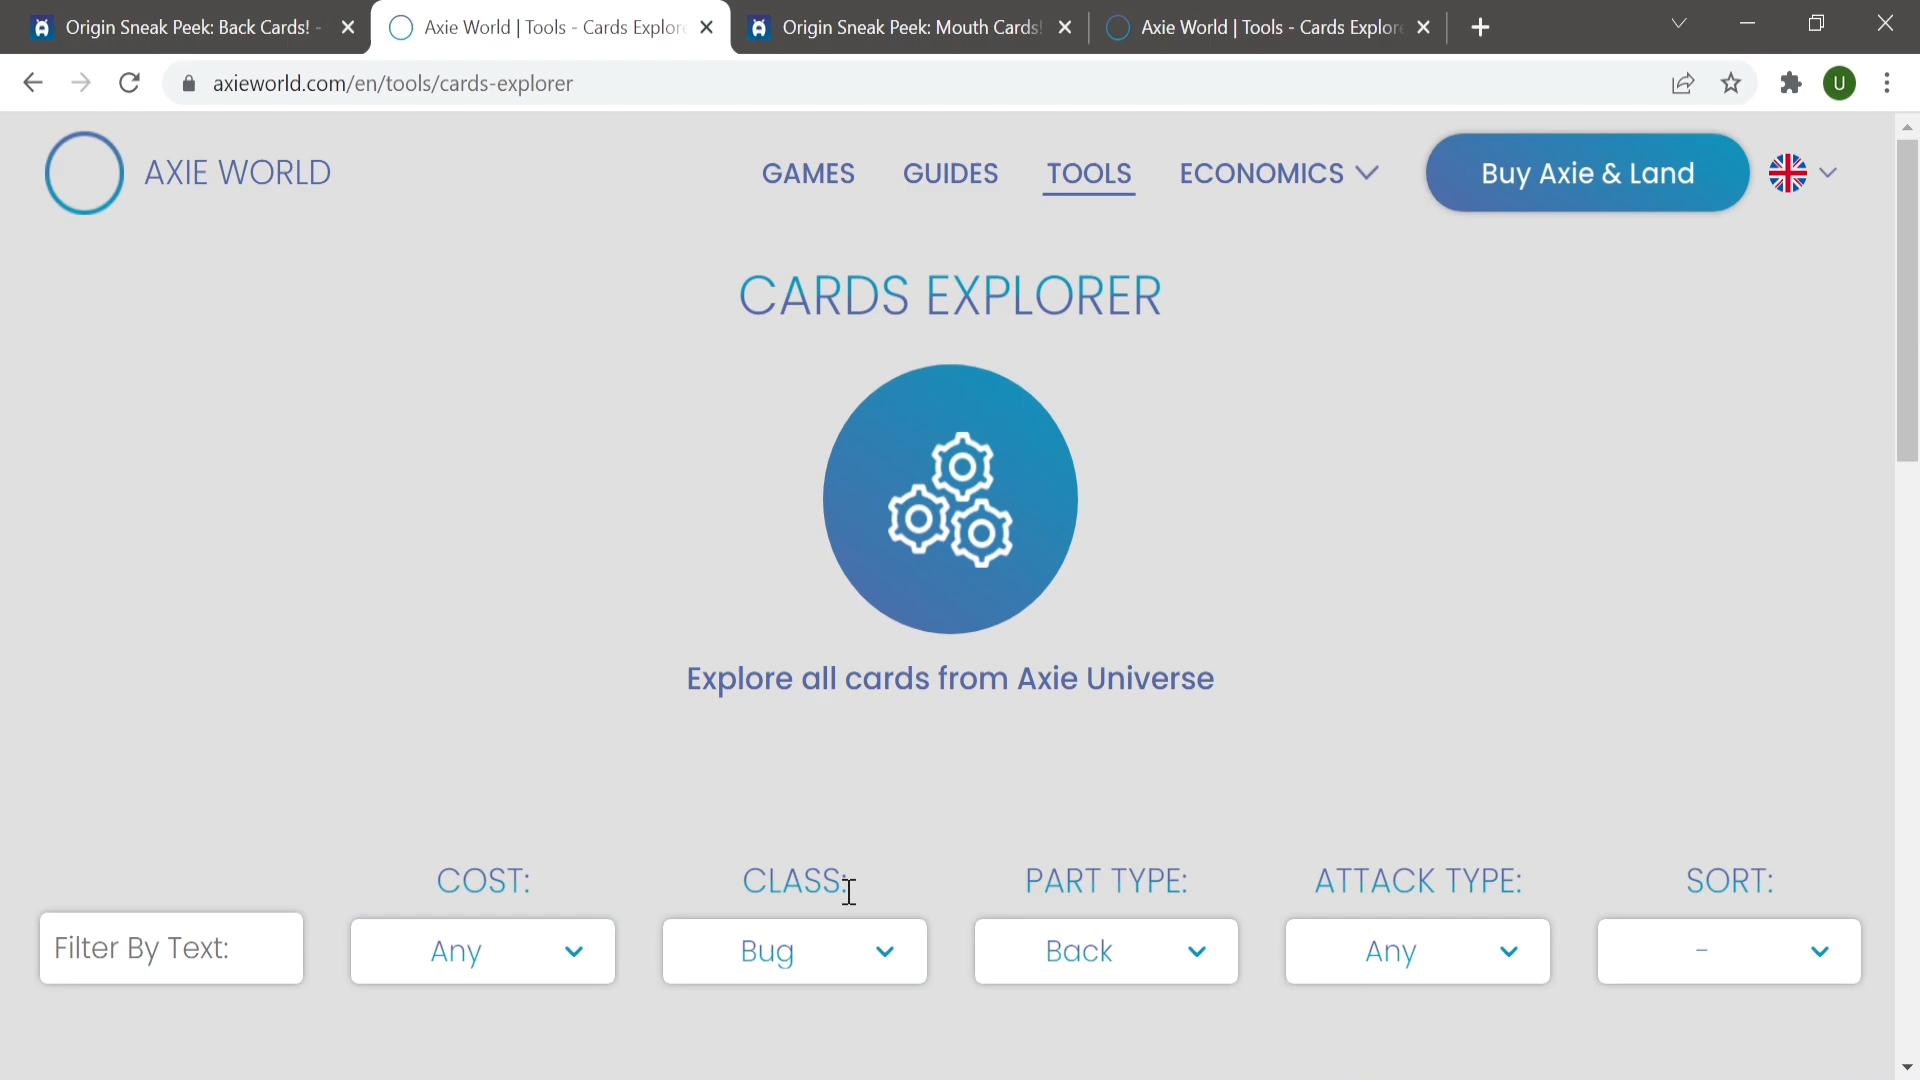 Origin Sneak Peek: Back Cards! -
Axie World | Tools - Cards Explore
Origin Sneak Peek: Mouth Cards!
Axie World | Tools - Cards Explore
axieworld.com/en/tools/cards-explorer
U
AXIE WORLD
GAMES
GUIDES
TOOLS
ECONOMICS
Buy Axie & Land
CARDS EXPLORER
Explore all cards from Axie Universe
COST:
CLASS:
PART TYPE:
ATTACK TYPE:
SORT:
Filter By Text:
Any
Bug
Back
Any
-